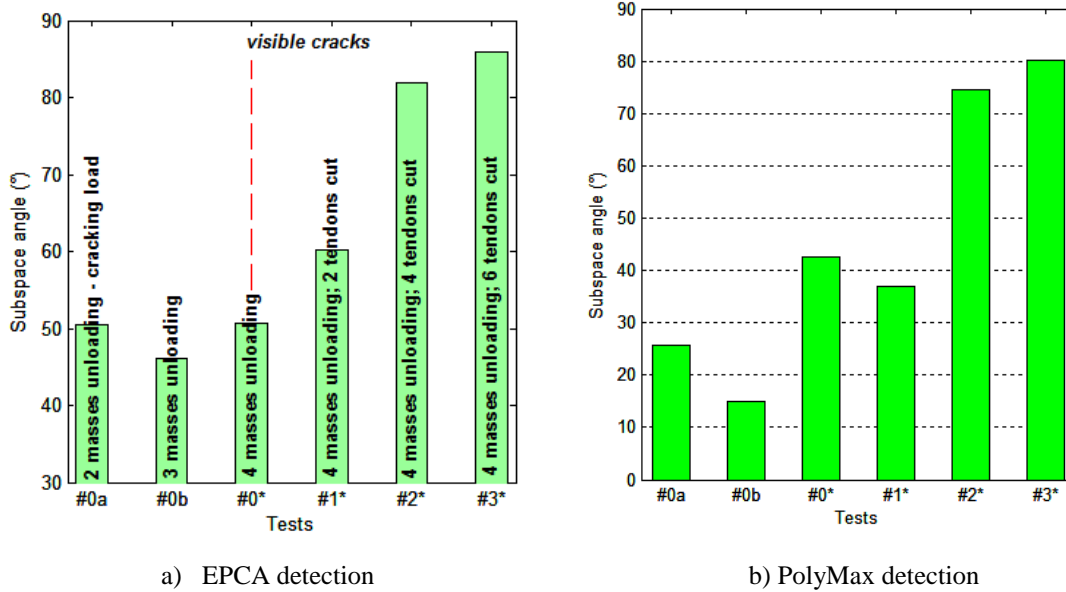 90
80
70
60
50
40
30
Subspace angle (º)
visible cracks
2 masses unloading - cracking load
3 masses unloading
4 masses unloading
4 masses unloading; 2 tendons cut
4 masses unloading; 4 tendons cut
4 masses unloading; 6 tendons cut
#0a #0b #0* #1* #2* #3*
Tests
a) EPCA detection
90
80
70
60
50
40
30
20
10
0
Subspace angle (º)
#0a #0b #0* #1* #2* #3*
Tests
b) PolyMax detection